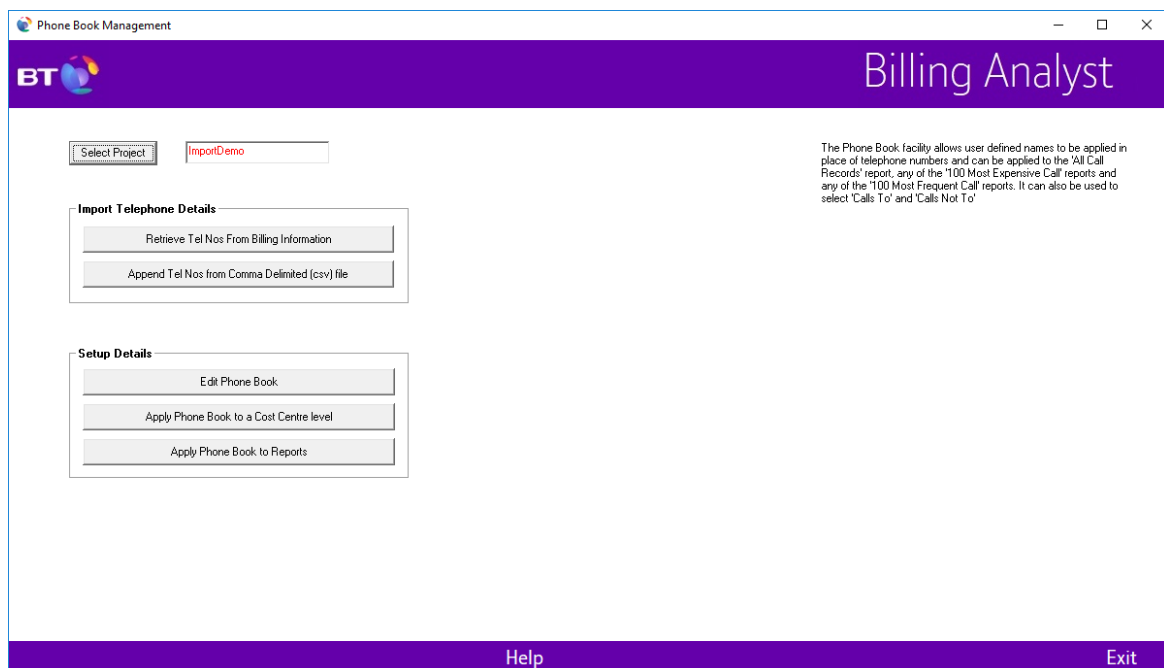 Phone Book Management
BT
Billing Analyst
Select Project
ImportDemo
The Phone Book facility allows user defined names to be applied in
place of telephone numbers and can be applied to the 'All Call
Records' report, any of the '100 Most Expensive Call' reports and
any of the '100 Most Frequent Call' reports. It can also be used to
select 'Calls To' and 'Calls Not To'
Import Telephone Details
Retrieve Tel Nos From Billing Information
Append Tel Nos from Comma Delimited (csv) file
Setup Details
Edit Phone Book
Apply Phone Book to a Cost Centre level
Apply Phone Book to Reports
Help
Exit